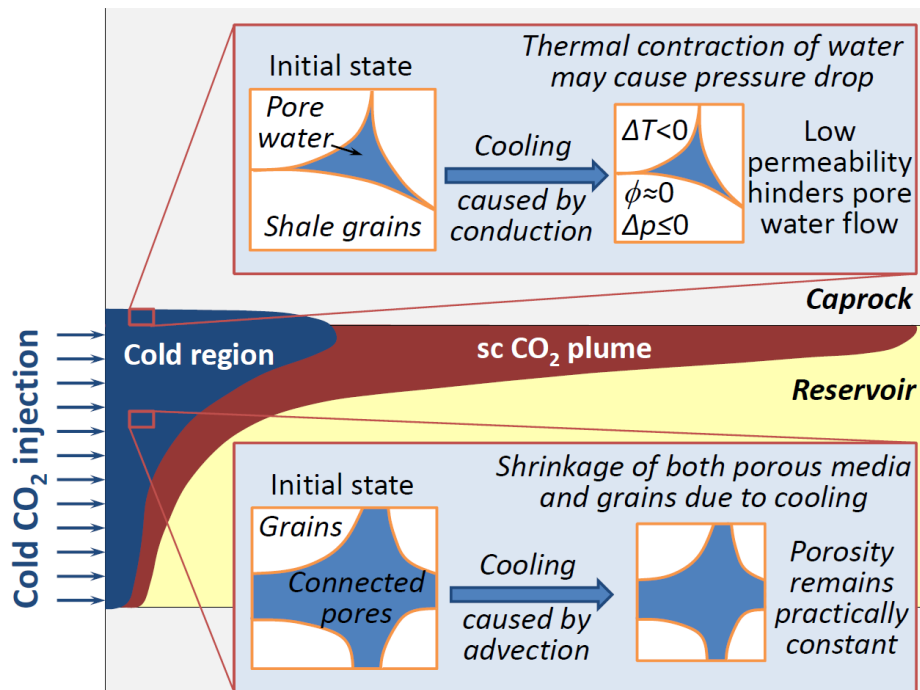 Thermal contraction of water
may cause pressure drop
Initial state
Pore
water
Shale grains
Cooling
caused by
conduction
ΔT<0
ϕ≈0
Δp≤0
Low
permeability
hinders pore
water flow
Caprock
Cold region
sc CO₂ plume
Reservoir
Cold CO₂ injection
Shrinkage of both porous media
and grains due to cooling
Initial state
Grains
Connected
pores
Cooling
caused by
advection
Porosity
remains
practically
constant